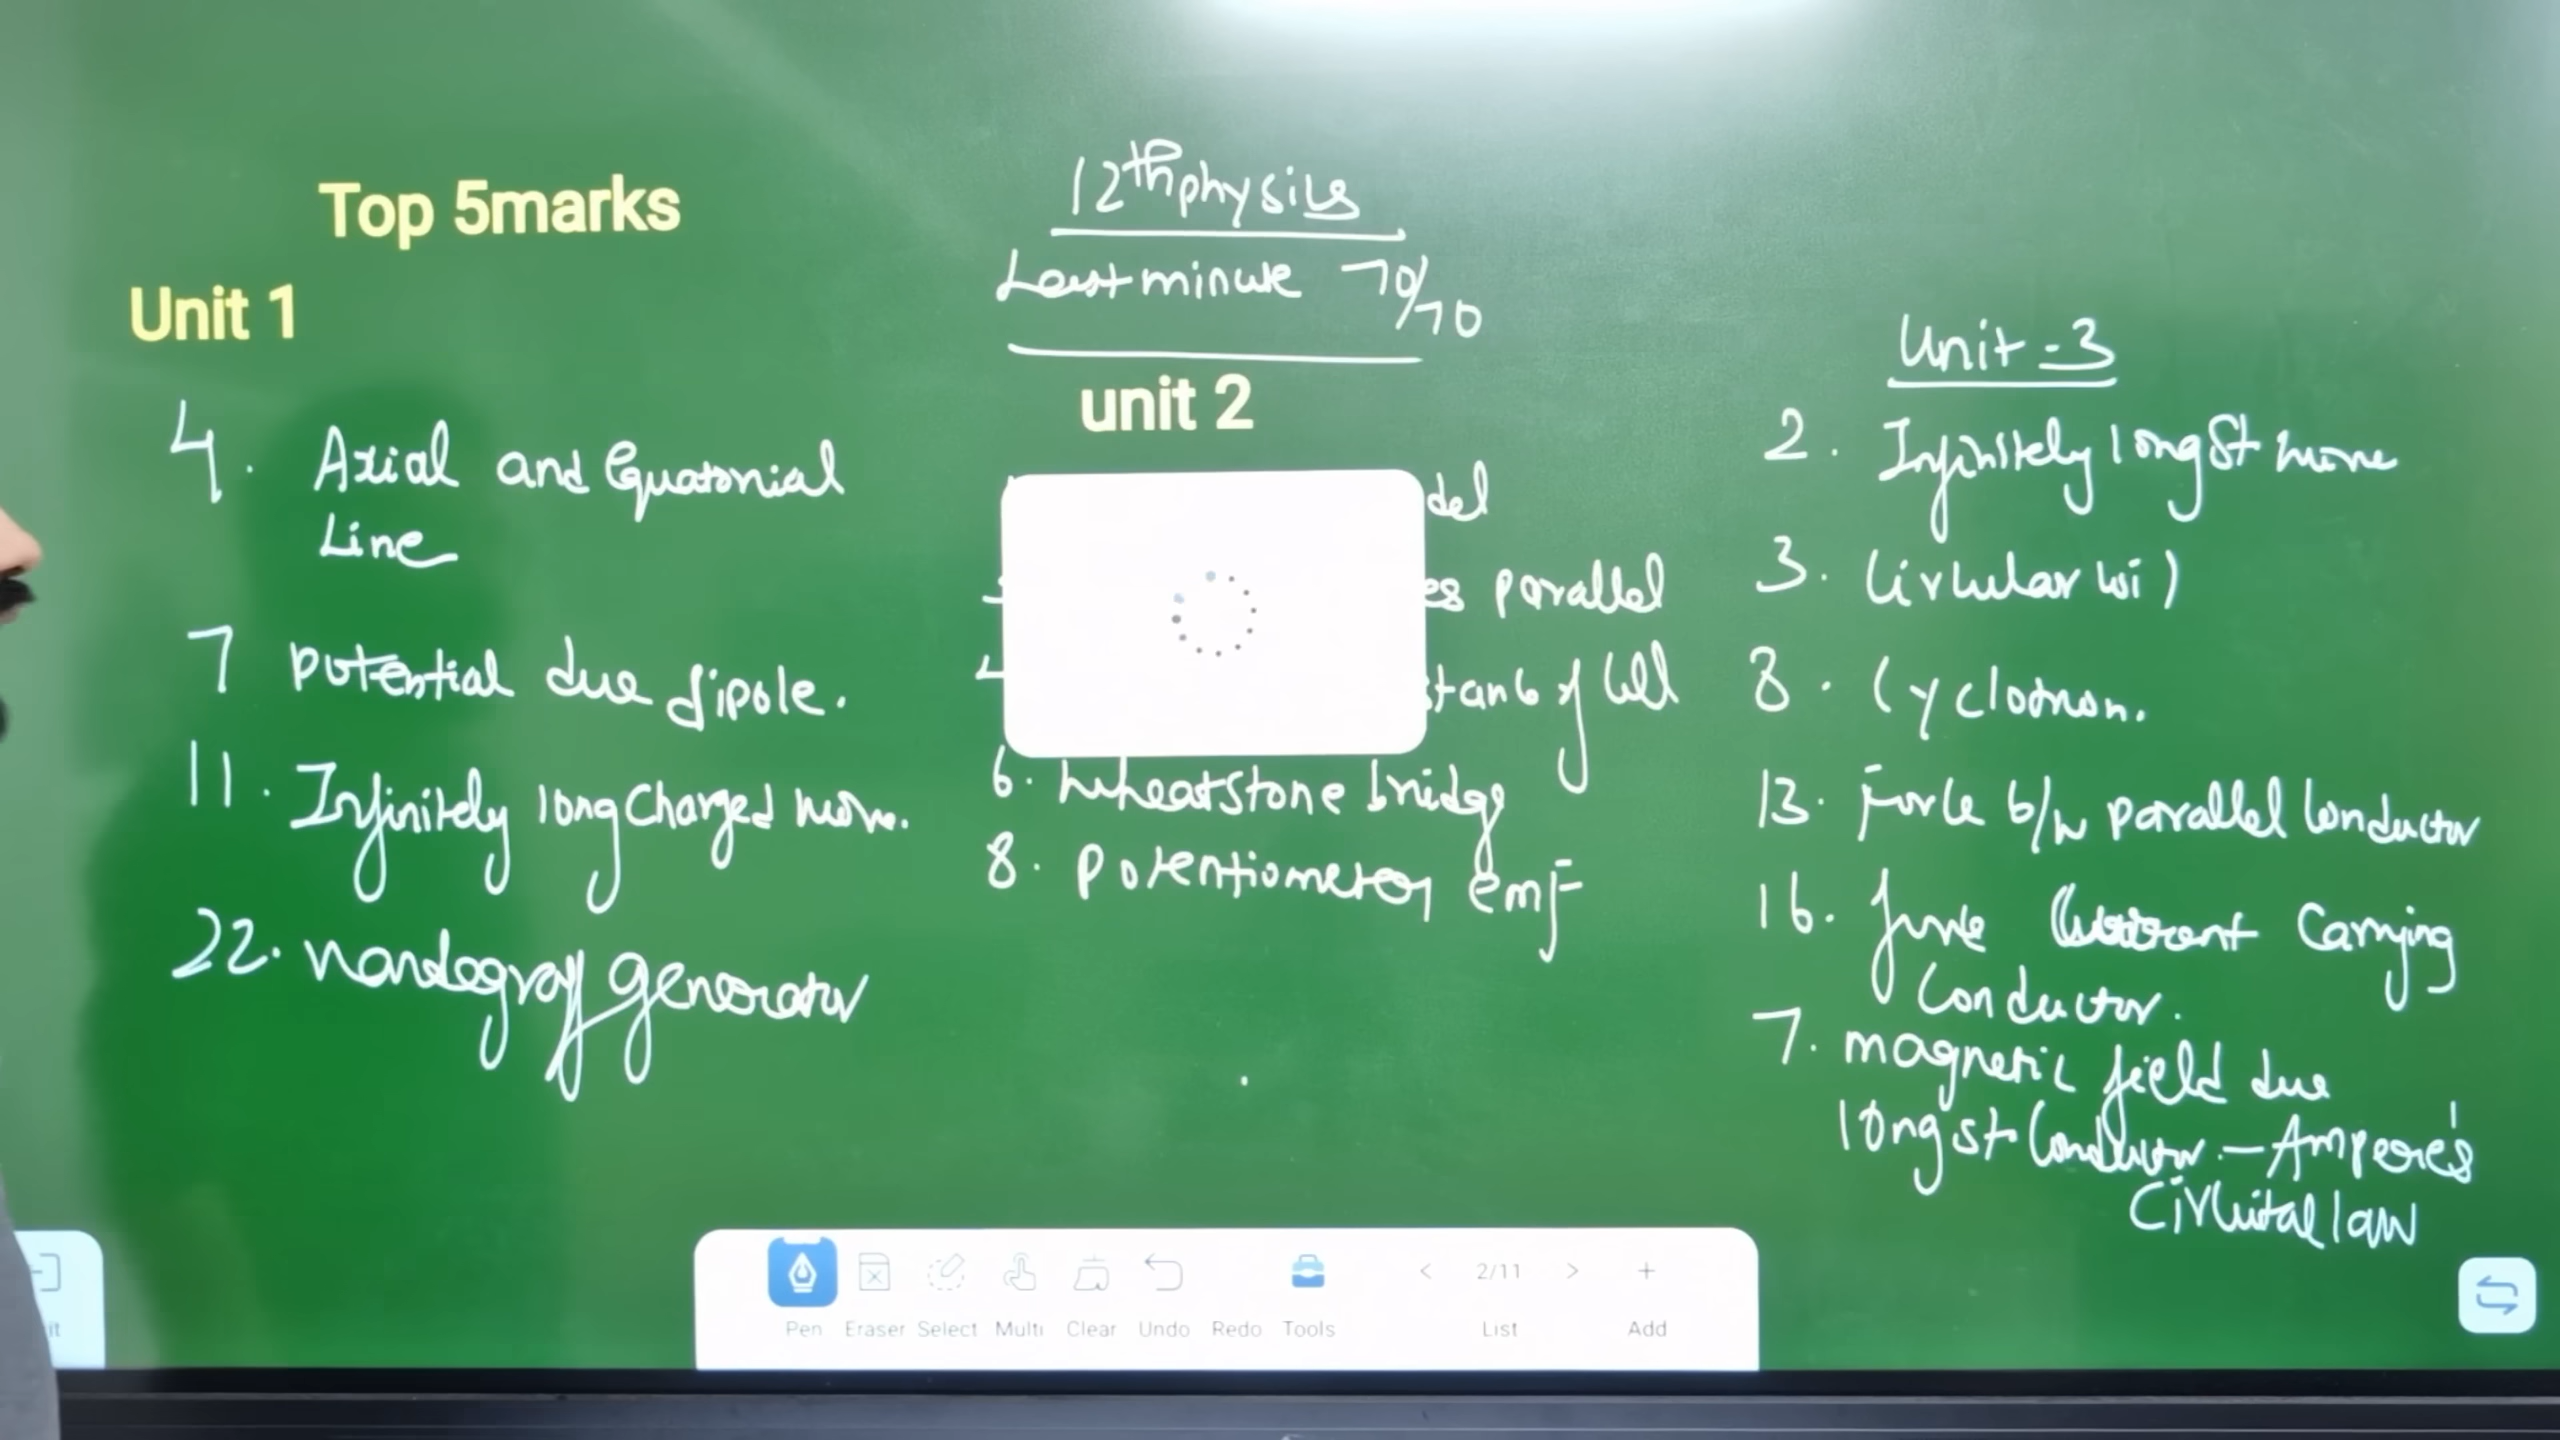 Top 5marks
12th physics
Last minute 70/70
Unit 1
4. Axial and Equatorial
Line
7 potential due dipole.
11. Infinitely long charged wire.
22. vandegraff generator
unit 2
del
es parallel
of cell
6. wheatstone bridge
8. Potentiometer emf
Unit-3
2. Infinitely long St wire
3. Circular coil
8. Cyclotron.
13. Force b/w parallel conductor
16. force Current Carrying
Conductor.
7. magnetic field due
long st conductor - Ampere's
Circuital law
Pen Eraser Select Multi Clear Undo Redo Tools 2/11 List Add
it